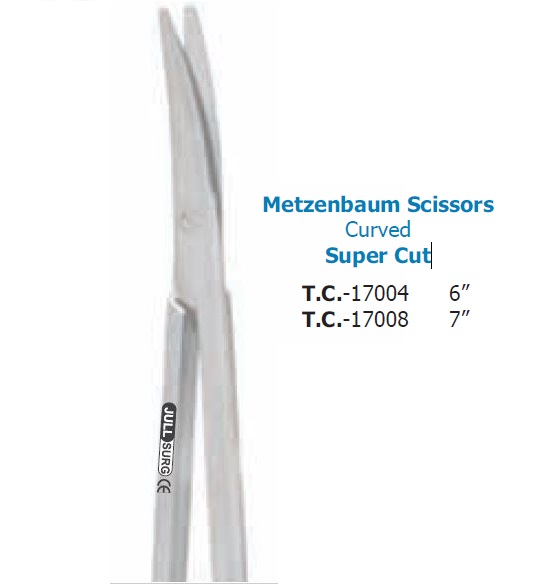 Metzenbaum Scissors
Curved
Super Cut
T.C.-17004 6”
T.C.-17008 7”
JULL SURG CE